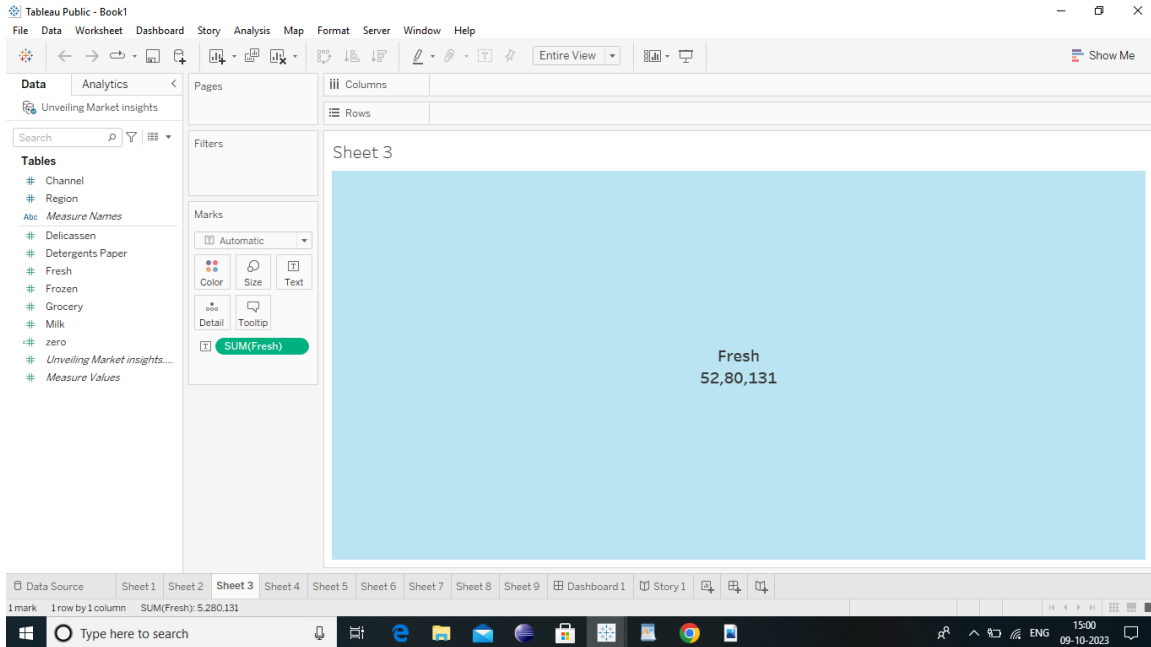 Tableau Public - Book1
File Data Worksheet Dashboard Story Analysis Map Format Server Window Help
Entire View
Show Me
Data Analytics
Unveiling Market insights
Search
Tables
# Channel
# Region
Abc Measure Names
# Delicassen
# Detergents Paper
# Fresh
# Frozen
# Grocery
# Milk
=# zero
# Unveiling Market insights....
# Measure Values
Pages
Filters
Marks
T Automatic
Color Size Text
Detail Tooltip
T SUM(Fresh)
Columns
Rows
Sheet 3
Fresh
52,80,131
Data Source Sheet 1 Sheet 2 Sheet 3 Sheet 4 Sheet 5 Sheet 6 Sheet 7 Sheet 8 Sheet 9 Dashboard 1 Story 1
1 mark 1 row by 1 column SUM(Fresh): 5,280,131
Type here to search
ENG
15:00
09-10-2023